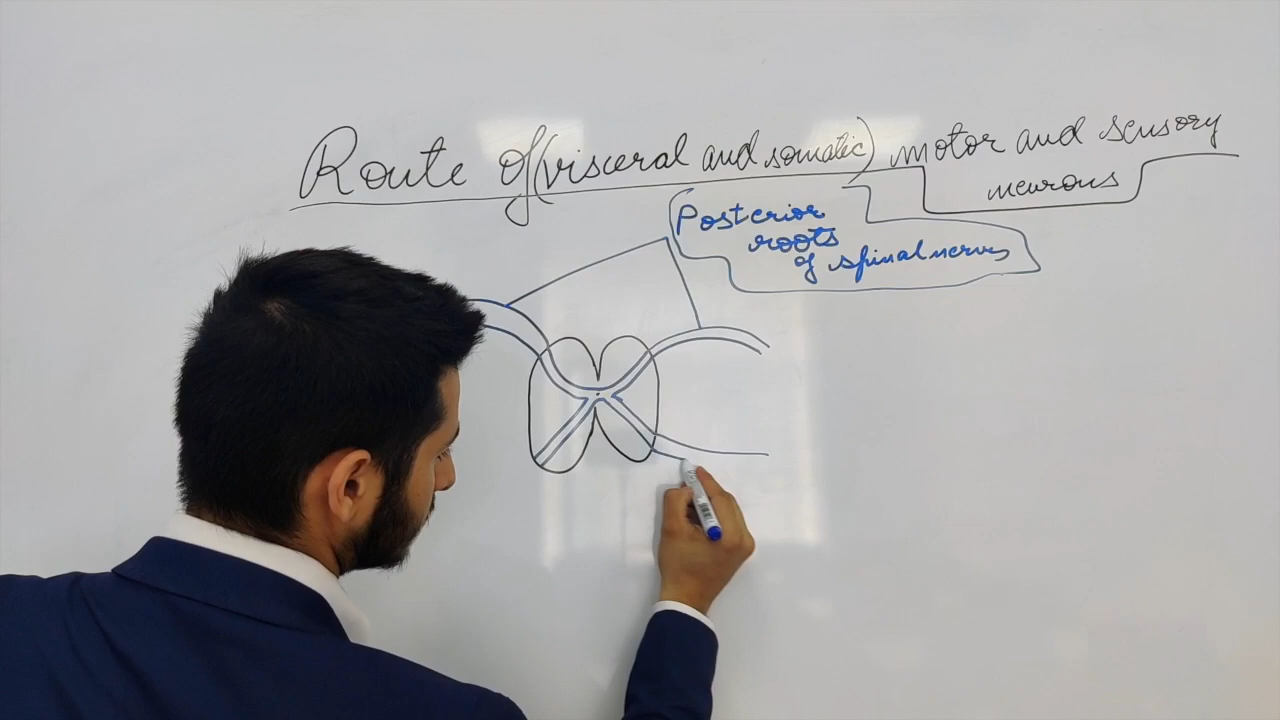 Route of (visceral and somatic) motor and sensory
neurons
Posterior
roots
of spinal nerves